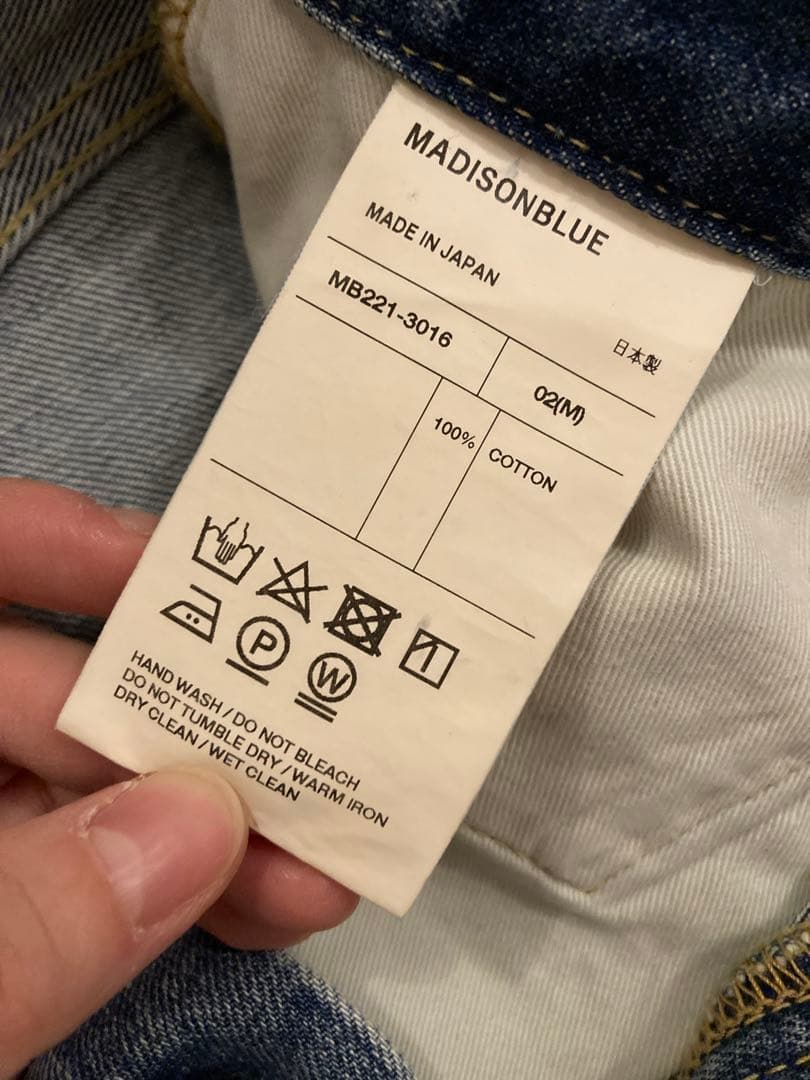 MADISONBLUE
MADE IN JAPAN
日本製
MB221-3016
02(M)
100%
COTTON
P
W
HAND WASH / DO NOT BLEACH
DO NOT TUMBLE DRY / WARM IRON
DRY CLEAN / WET CLEAN